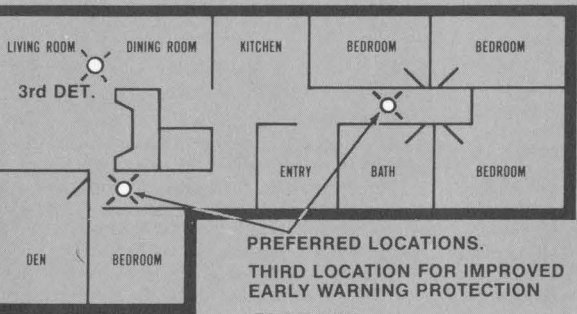 LIVING ROOM
DINING ROOM
KITCHEN
BEDROOM
BEDROOM
3rd DET.
ENTRY
BATH
BEDROOM
DEN
BEDROOM
PREFERRED LOCATIONS.
THIRD LOCATION FOR IMPROVED
EARLY WARNING PROTECTION